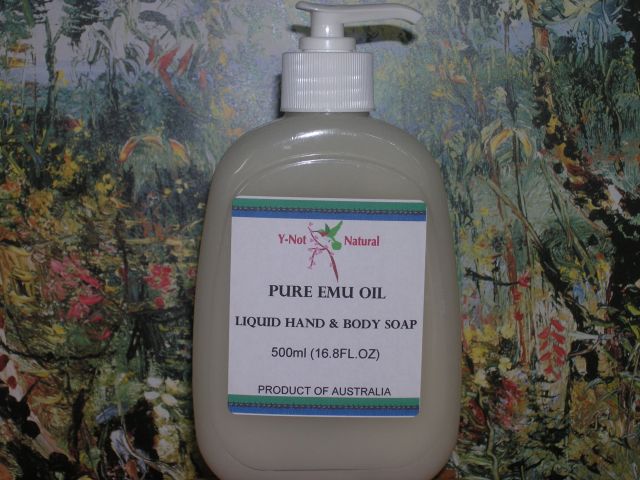 Y-Not Natural
PURE EMU OIL
LIQUID HAND & BODY SOAP
500ml (16.8FL.OZ)
PRODUCT OF AUSTRALIA